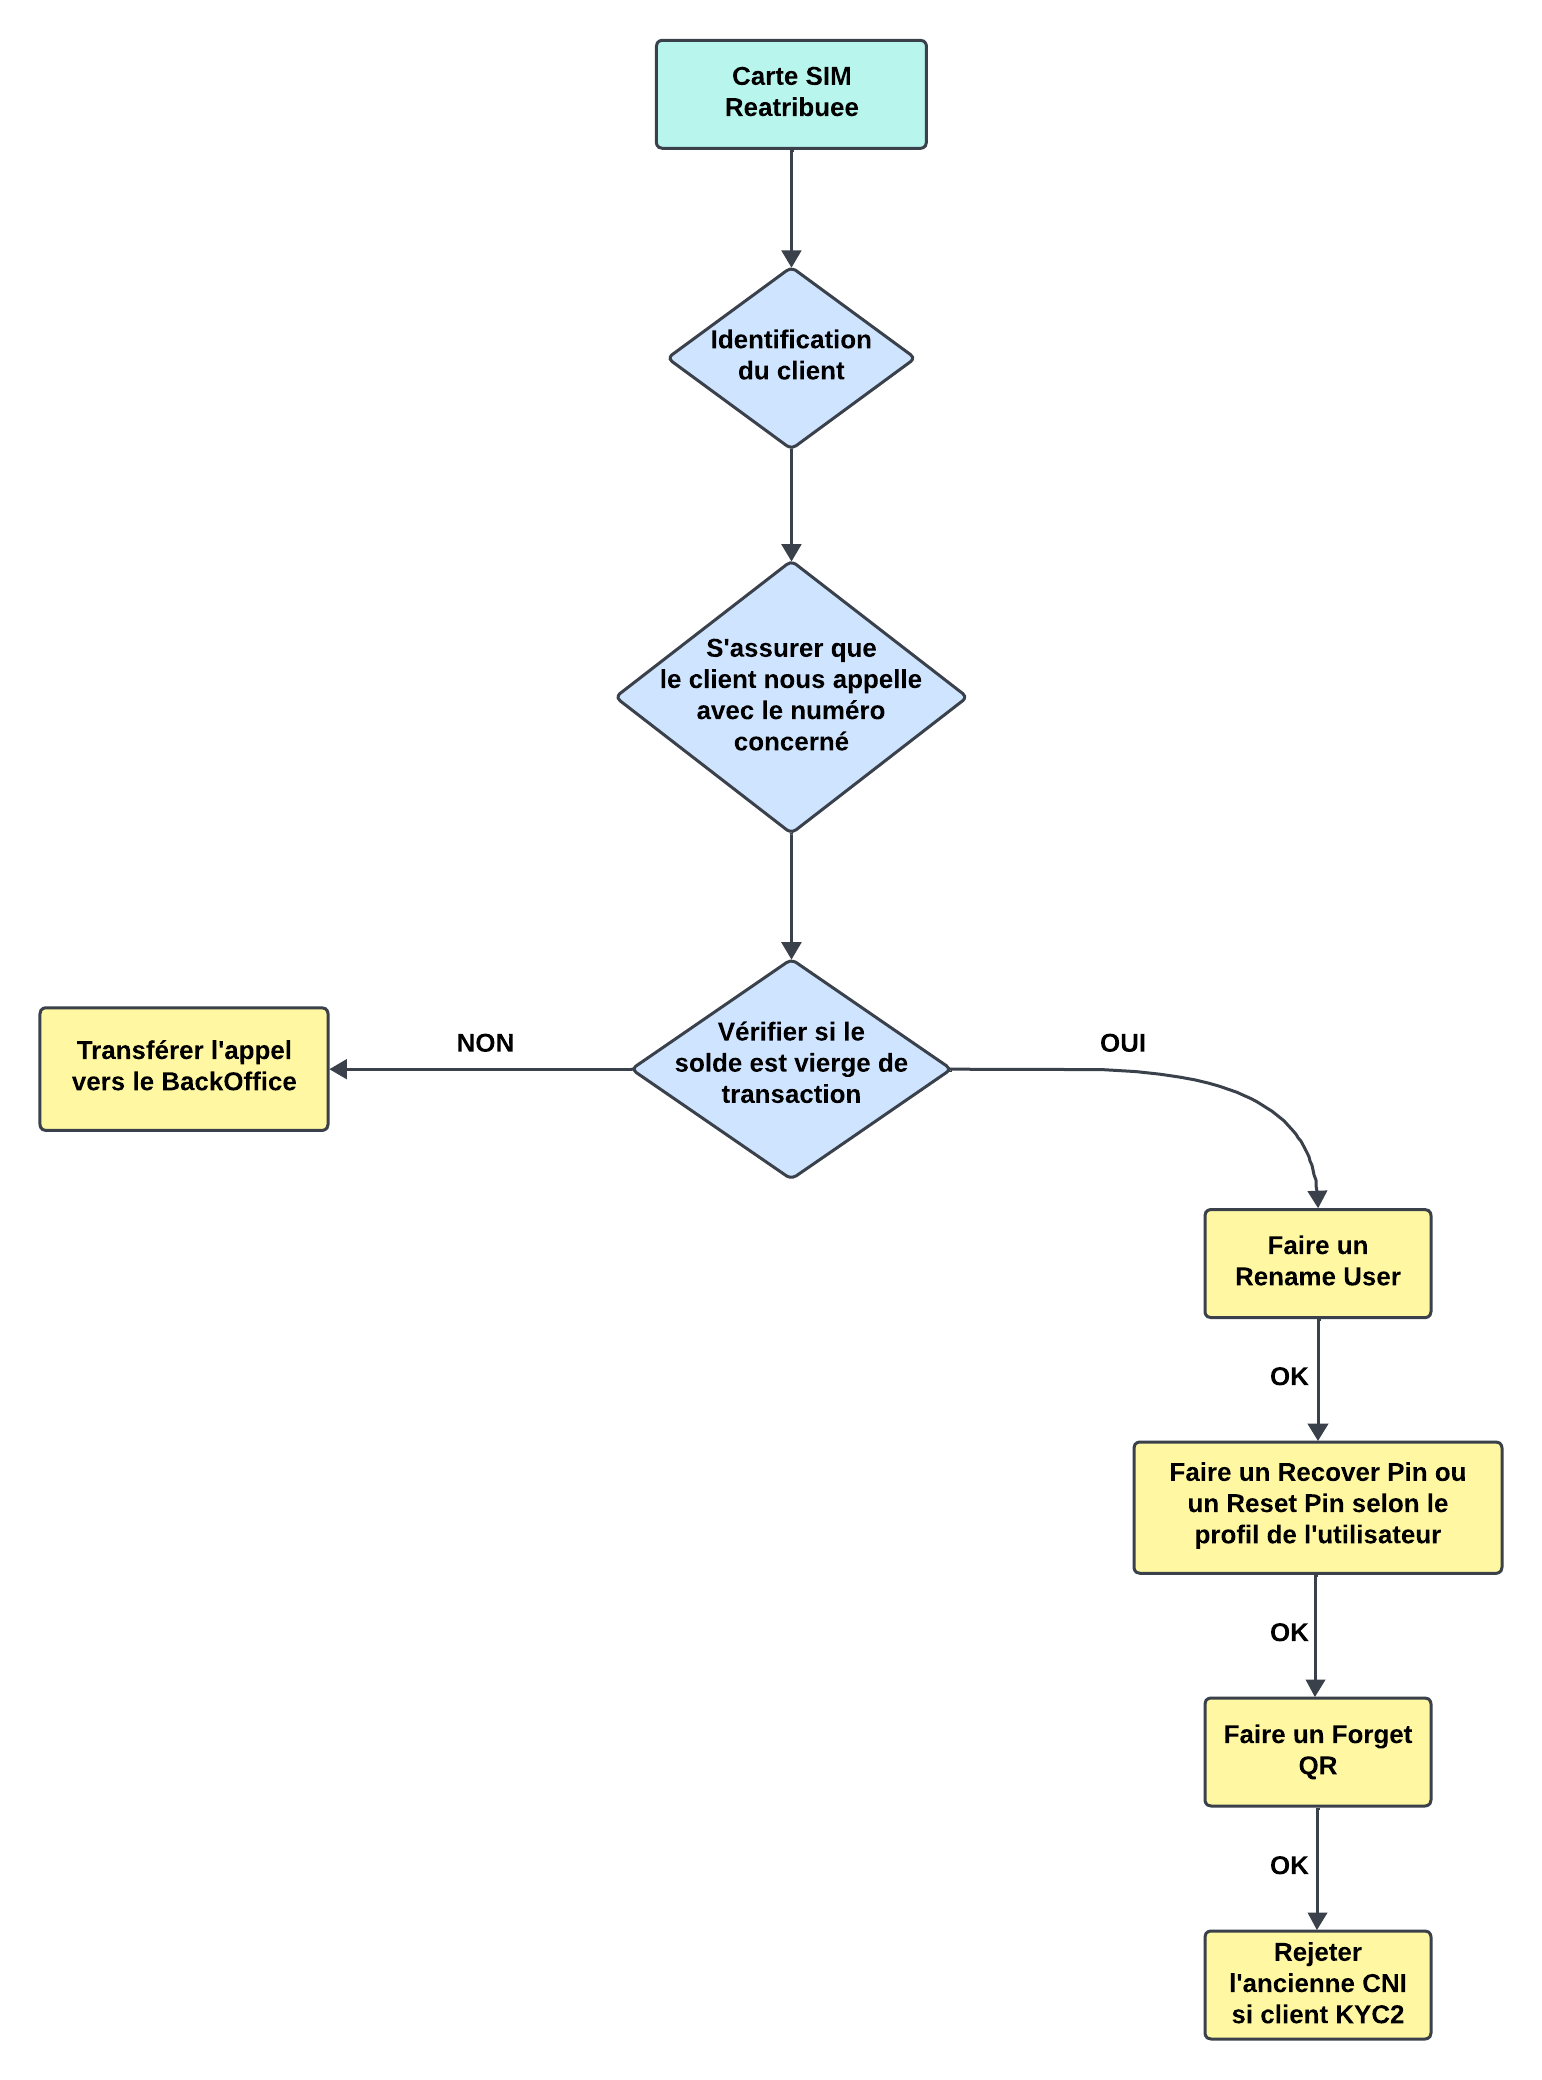 Carte SIM
Reatribuee
Identification
du client
S'assurer que
le client nous appelle
avec le numéro
concerné
Vérifier si le
solde est vierge de
transaction
NON
Transférer l'appel
vers le BackOffice
OUI
Faire un
Rename User
OK
Faire un Recover Pin ou
un Reset Pin selon le
profil de l'utilisateur
OK
Faire un Forget
QR
OK
Rejeter
l'ancienne CNI
si client KYC2